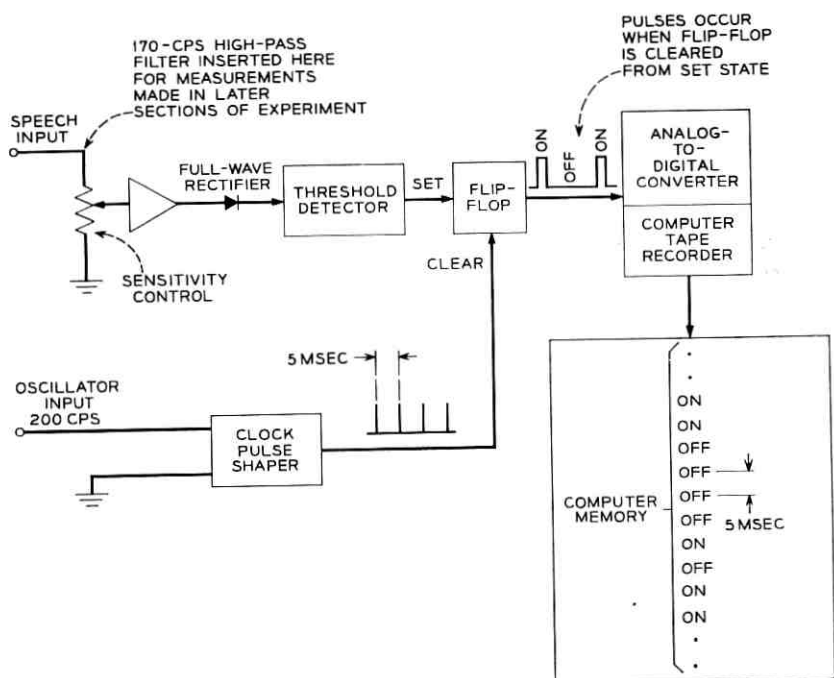 170-CPS HIGH-PASS
FILTER INSERTED HERE
FOR MEASUREMENTS
MADE IN LATER
SECTIONS OF EXPERIMENT
SPEECH
INPUT
FULL-WAVE
RECTIFIER
SENSITIVITY
CONTROL
THRESHOLD
DETECTOR
SET
FLIP-
FLOP
CLEAR
PULSES OCCUR
WHEN FLIP-FLOP
IS CLEARED
FROM SET STATE
ON
OFF
ON
ANALOG-
TO-
DIGITAL
CONVERTER
COMPUTER
TAPE
RECORDER
5 MSEC
OSCILLATOR
INPUT
200 CPS
CLOCK
PULSE
SHAPER
COMPUTER
MEMORY
ON
ON
OFF
OFF
OFF
OFF
ON
OFF
ON
ON
5 MSEC